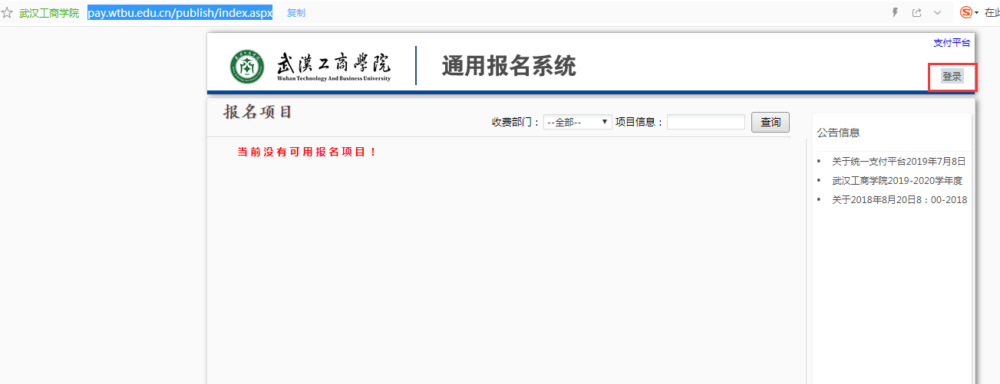 武汉工商学院 pay.wtbu.edu.cn/publish/index.aspx 复制 在此
支付平台
武汉工商学院
Wuhan Technology And Business University
通用报名系统
登录
报名项目
收费部门： --全部-- 项目信息： 查询
当前没有可用报名项目！
公告信息
关于统一支付平台2019年7月8日
武汉工商学院2019-2020学年度
关于2018年8月20日8：00-2018